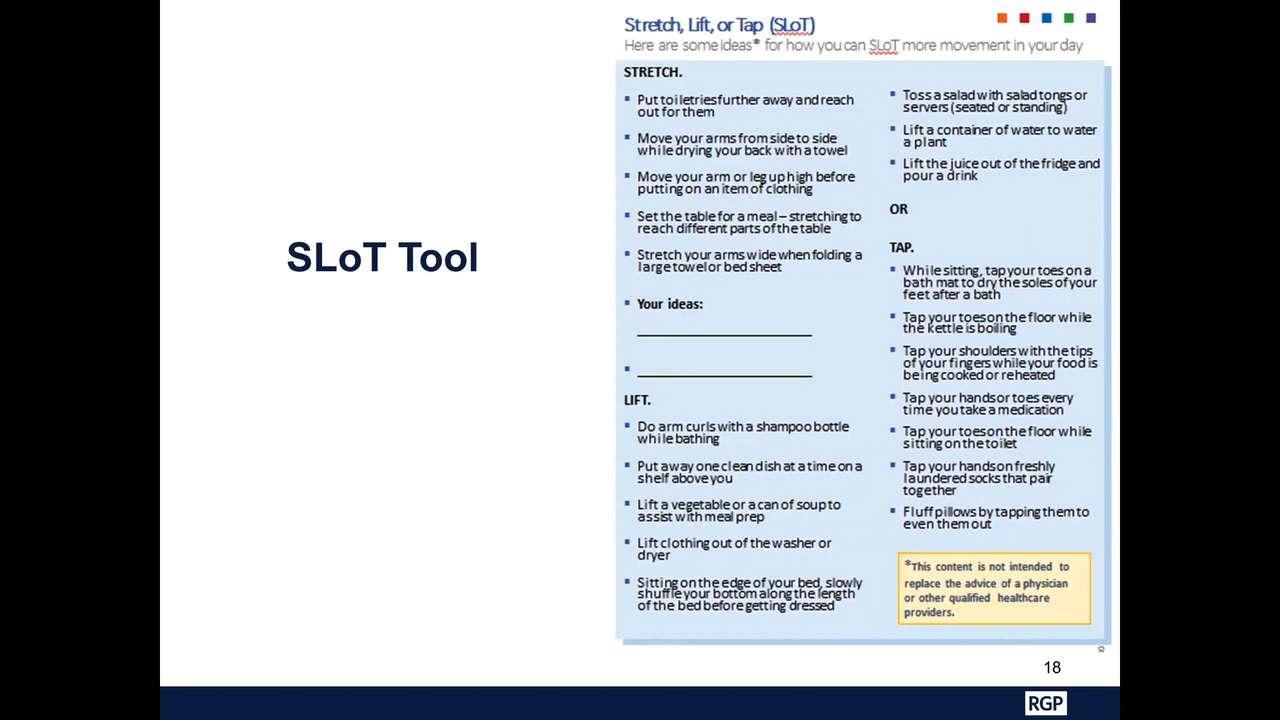 SLoT Tool
Stretch, Lift, or Tap (SLoT)
Here are some ideas* for how you can SLoT more movement in your day
STRETCH.
▪ Put toiletries further away and reach
out for them
▪ Move your arms from side to side
while drying your back with a towel
▪ Move your arm or leg up high before
putting on an item of clothing
▪ Set the table for a meal – stretching to
reach different parts of the table
▪ Stretch your arms wide when folding a
large towel or bed sheet
▪ Your ideas:
LIFT.
▪ Do arm curls with a shampoo bottle
while bathing
▪ Put away one clean dish at a time on a
shelf above you
▪ Lift a vegetable or a can of soup to
assist with meal prep
▪ Lift clothing out of the washer or
dryer
▪ Sitting on the edge of your bed, slowly
shuffle your bottom along the length
of the bed before getting dressed
▪ Toss a salad with salad tongs or
servers (seated or standing)
▪ Lift a container of water to water
a plant
▪ Lift the juice out of the fridge and
pour a drink
OR
TAP.
▪ While sitting, tap your toes on a
bath mat to dry the soles of your
feet after a bath
▪ Tap your toes on the floor while
the kettle is boiling
▪ Tap your shoulders with the tips
of your fingers while your food is
being cooked or reheated
▪ Tap your hands or toes every
time you take a medication
▪ Tap your toes on the floor while
sitting on the toilet
▪ Tap your hands on freshly
laundered socks that pair
together
▪ Fluff pillows by tapping them to
even them out
*This content is not intended to
replace the advice of a physician
or other qualified healthcare
providers.
18
RGP